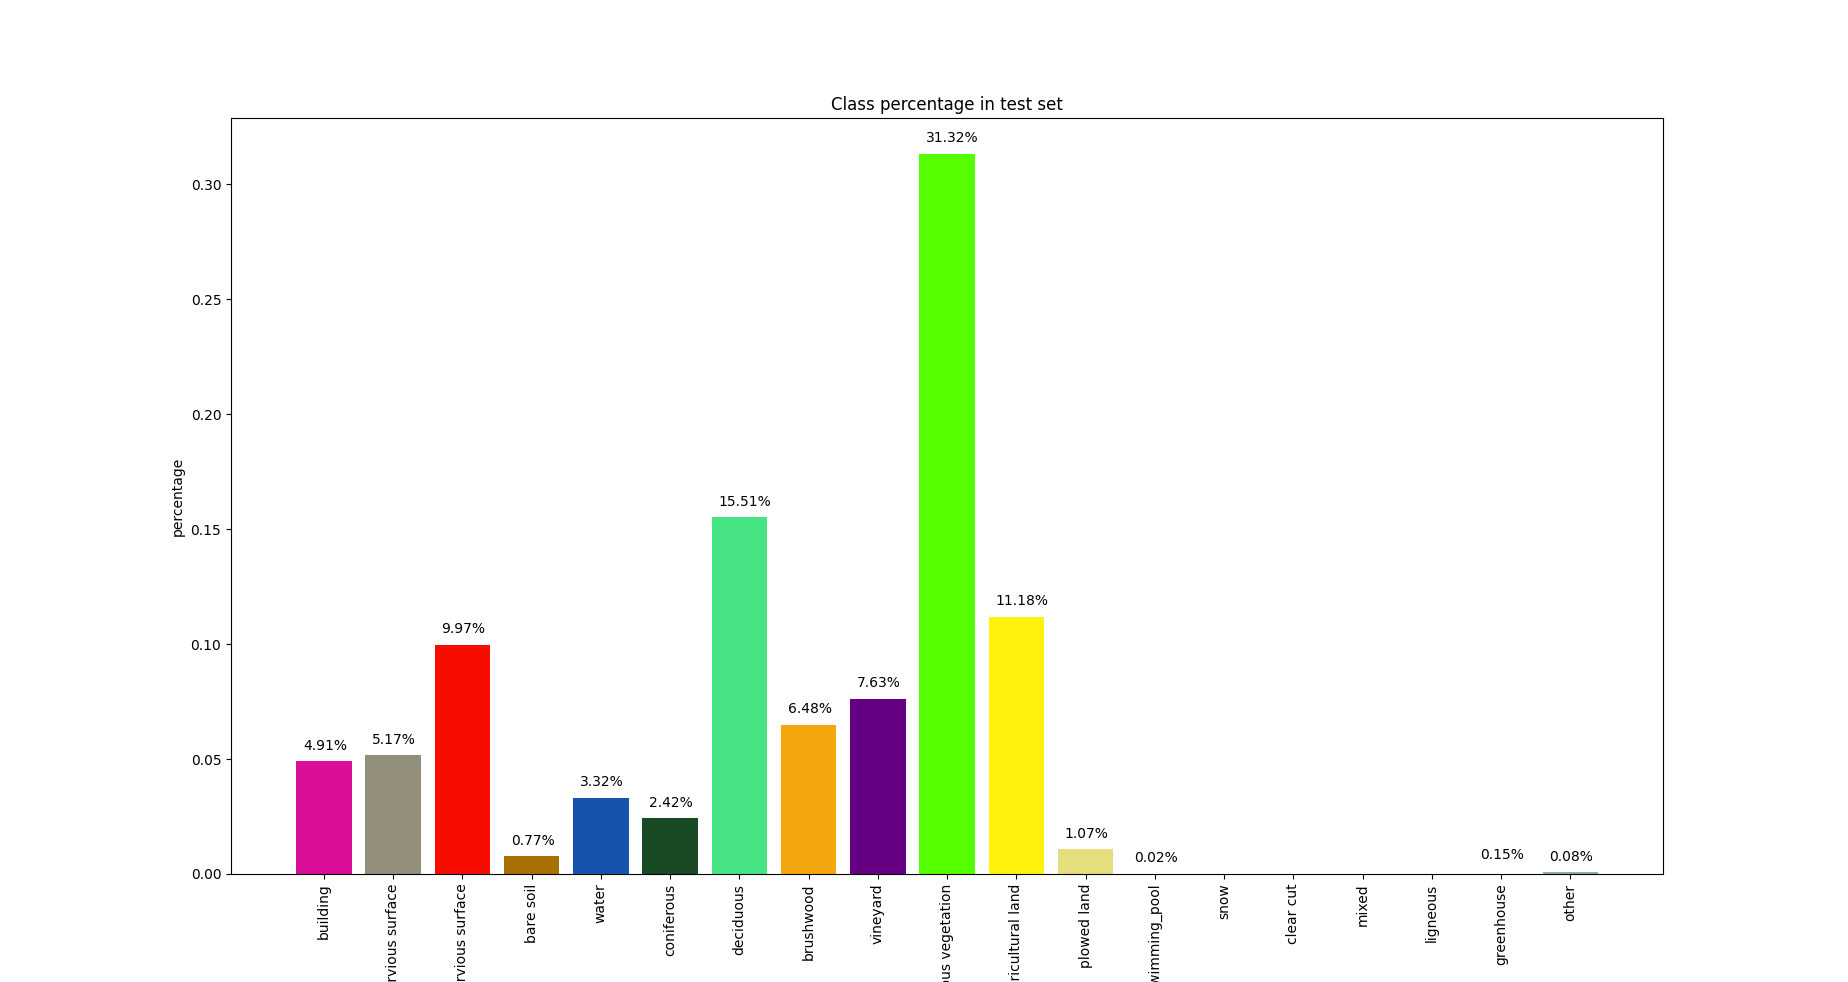 Class percentage in test set
31.32%
0.30
0.25
0.20
percentage
15.51%
0.15
11.18%
9.97%
0.10
7.63%
6.48%
5.17%
4.91%
0.05
3.32%
2.42%
1.07%
0.77%
0.15%
0.08%
0.02%
0.00
building
rvious surface
rvious surface
bare soil
water
coniferous
deciduous
brushwood
vineyard
ous vegetation
ricultural land
plowed land
wimming_pool
snow
clear cut
mixed
ligneous
greenhouse
other